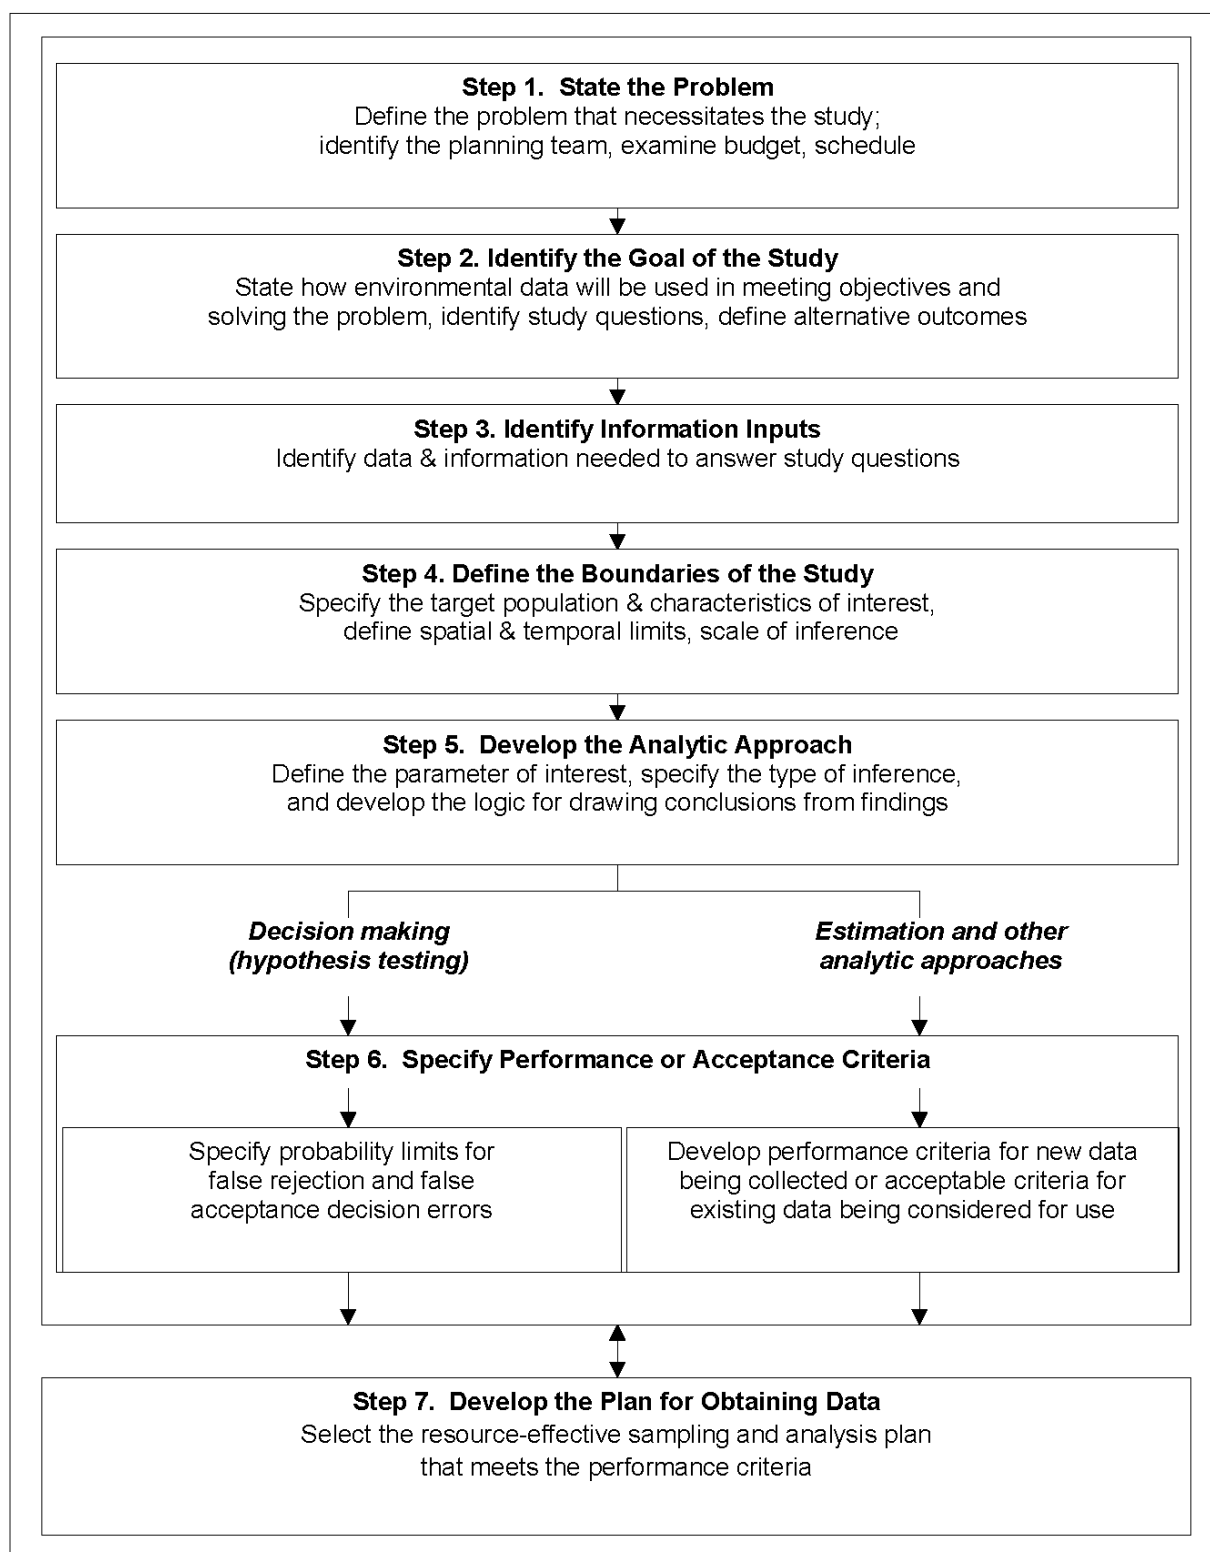 Step 1.  State the Problem
Define the problem that necessitates the study;
identify the planning team, examine budget, schedule
Step 2. Identify the Goal of the Study
State how environmental data will be used in meeting objectives and
solving the problem, identify study questions, define alternative outcomes
Step 3. Identify Information Inputs
Identify data & information needed to answer study questions
Step 4. Define the Boundaries of the Study
Specify the target population & characteristics of interest,
define spatial & temporal limits, scale of inference
Step 5.  Develop the Analytic Approach
Define the parameter of interest, specify the type of inference,
and develop the logic for drawing conclusions from findings
Decision making
(hypothesis testing)
Estimation and other
analytic approaches
Step 6.  Specify Performance or Acceptance Criteria
Specify probability limits for
false rejection and false
acceptance decision errors
Develop performance criteria for new data
being collected or acceptable criteria for
existing data being considered for use
Step 7.  Develop the Plan for Obtaining Data
Select the resource-effective sampling and analysis plan
that meets the performance criteria